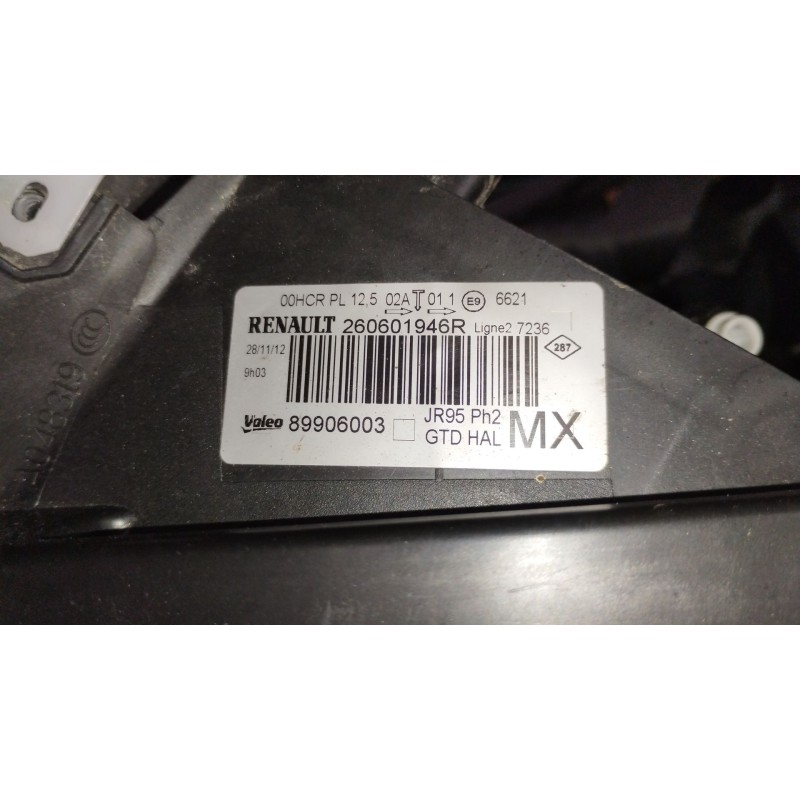 00HCR PL 12,5 02A 01 1 E9 6621
RENAULT 260601946R Ligne2 7236
28/11/12
287
9h03
Valeo 89906003
JR95 Ph2
GTD HAL
MX